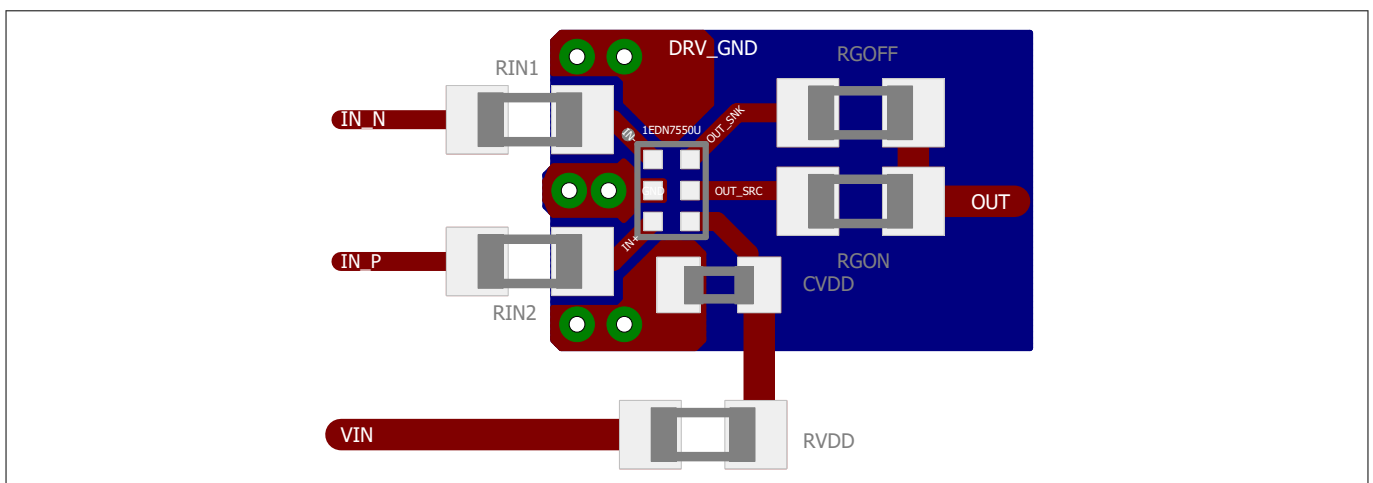 DRV_GND
RGOFF
RIN1
IN_N
1EDN7550U
IN-
OUT_SNK
GND
OUT_SRC
OUT
IN+
IN_P
RGON
CVDD
RIN2
VIN
RVDD